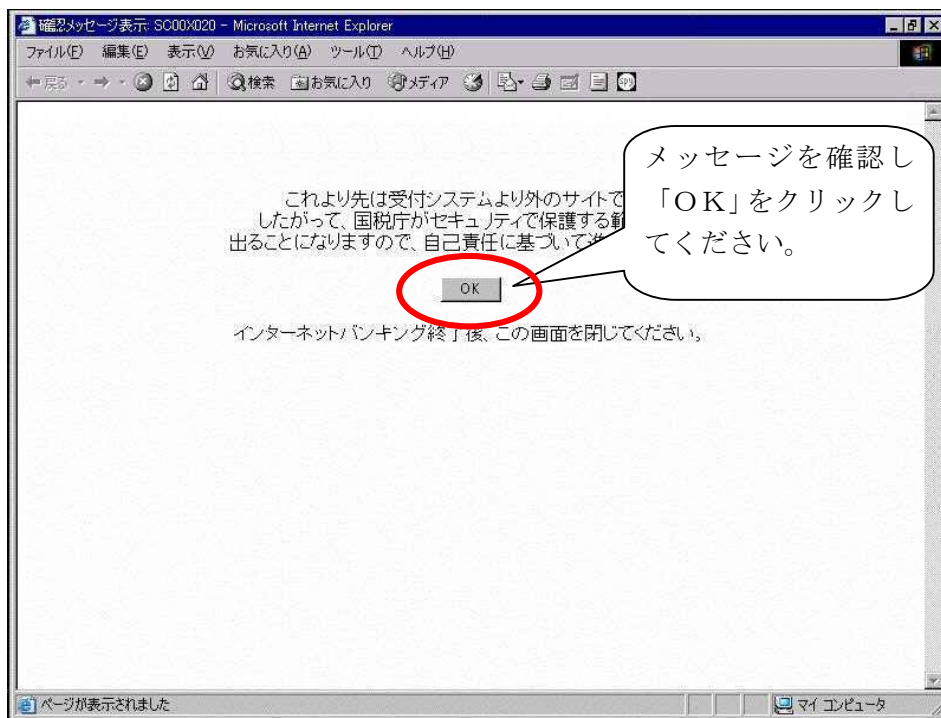 確認メッセージ表示: SC00X020 - Microsoft Internet Explorer
ファイル(F) 編集(E) 表示(V) お気に入り(A) ツール(T) ヘルプ(H)
戻る 検索 お気に入り メディア
メッセージを確認し
「ＯＫ」をクリックし
てください。
これより先は受付システムより外のサイトで
したがって、国税庁がセキュリティで保護する
出ることになりますので、自己責任に基づいて
OK
インターネットバンキング終了後、この画面を閉じてください。
ページが表示されました マイ コンピュータ